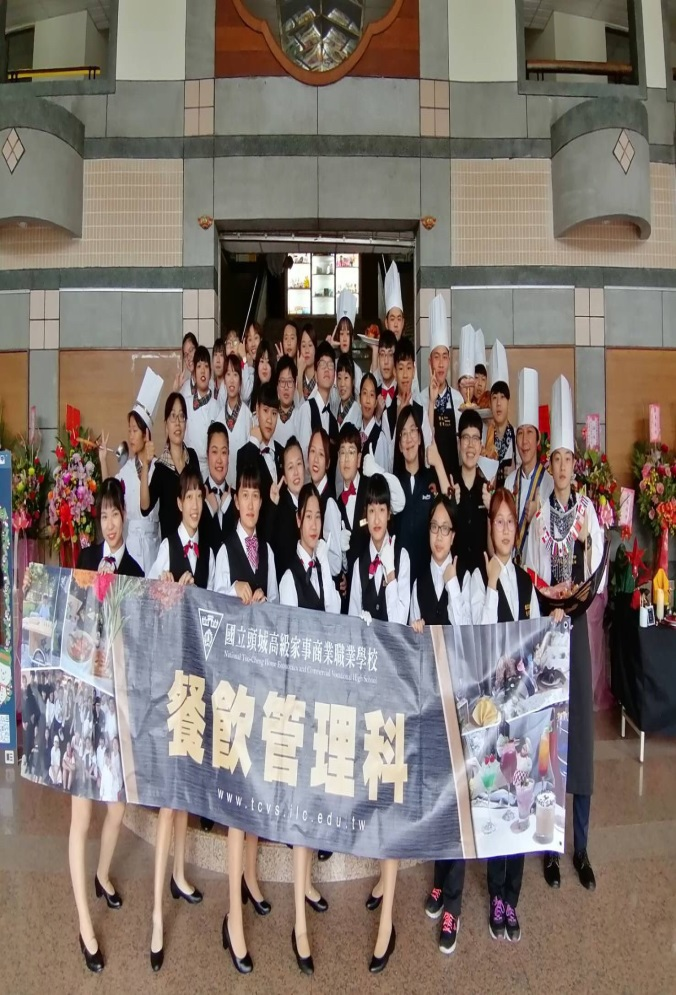 國立頭城高級家事商業職業學校
National Tou-Cheng Home Economics and Commercial Vocational High School
餐飲管理科
www.tcvs.ilc.edu.tw